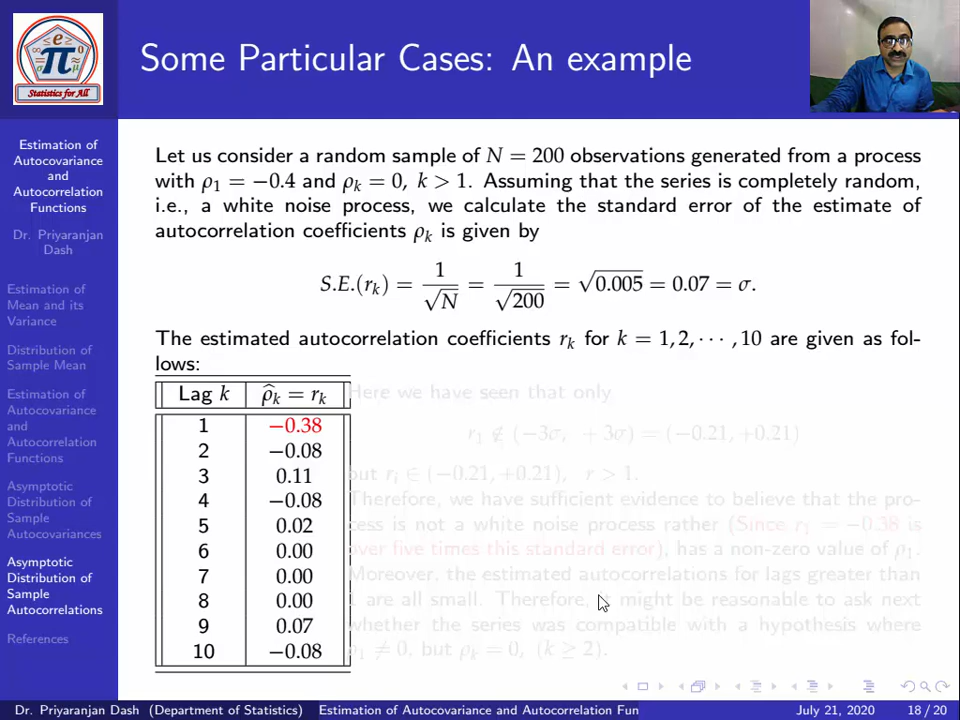 Statistics for All
Some Particular Cases: An example
Estimation of
Autocovariance
and
Autocorrelation
Functions
Dr. Priyaranjan
Dash
Estimation of
Mean and its
Variance
Distribution of
Sample Mean
Estimation of
Autocovariance
and
Autocorrelation
Functions
Asymptotic
Distribution of
Sample
Autocovariances
Asymptotic
Distribution of
Sample
Autocorrelations
References
Let us consider a random sample of N = 200 observations generated from a process
with ρ₁ = −0.4 and ρₖ = 0, k > 1. Assuming that the series is completely random,
i.e., a white noise process, we calculate the standard error of the estimate of
autocorrelation coefficients ρₖ is given by
S.E.(rₖ) = 1/√N = 1/√200 = √0.005 = 0.07 = σ.
The estimated autocorrelation coefficients rₖ for k = 1, 2, ⋯ , 10 are given as fol-
lows:
Lag k ρ̂ₖ = rₖ
1 −0.38
2 −0.08
3 0.11
4 −0.08
5 0.02
6 0.00
7 0.00
8 0.00
9 0.07
10 −0.08
Here we have seen that only
r₁ ∉ (−3σ, + 3σ) = (−0.21, +0.21)
but rᵢ ∈ (−0.21, +0.21), r > 1.
Therefore, we have sufficient evidence to believe that the pro-
cess is not a white noise process rather (Since r₁ = −0.38 is
over five times this standard error), has a non-zero value of ρ₁.
Moreover, the estimated autocorrelations for lags greater than
1 are all small. Therefore, it might be reasonable to ask next
whether the series was compatible with a hypothesis where
ρ₁ ≠ 0, but ρₖ = 0, (k ≥ 2).
Dr. Priyaranjan Dash (Department of Statistics) Estimation of Autocovariance and Autocorrelation Fun July 21, 2020 18 / 20